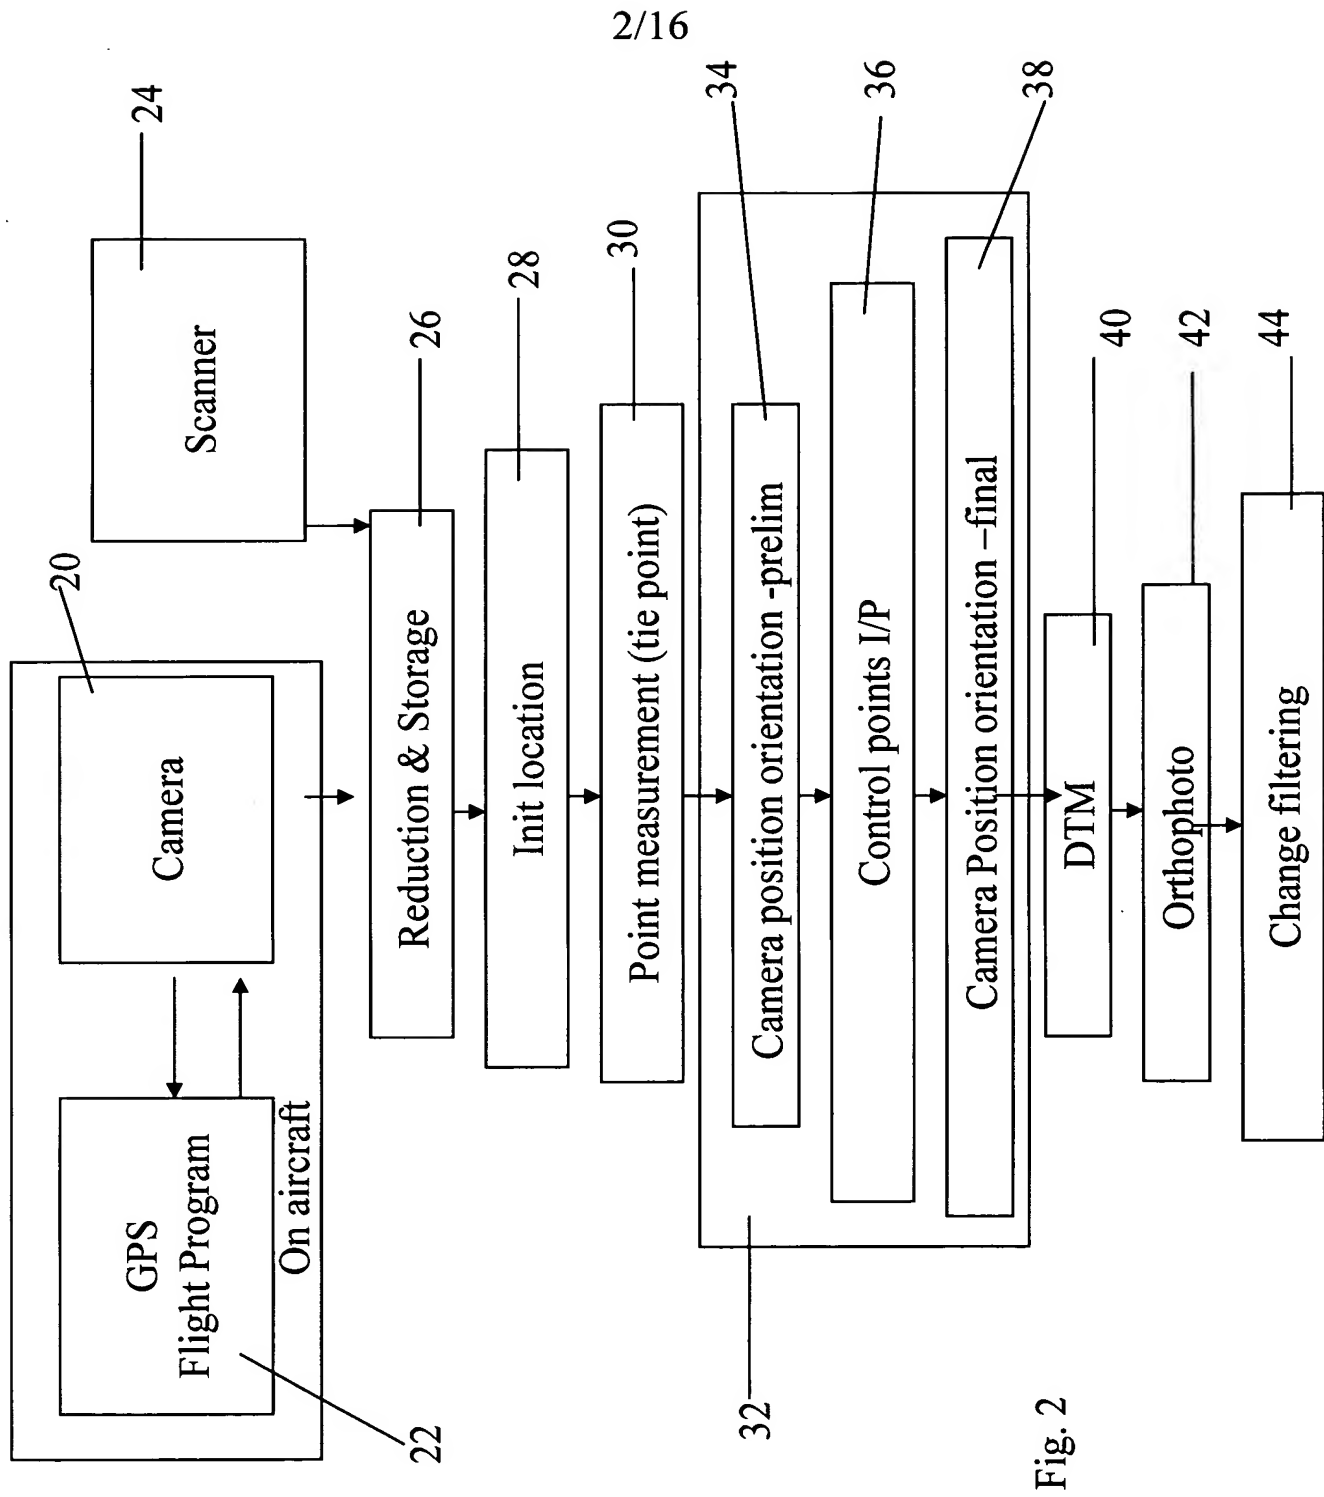 2/16
GPS
Flight Program
22
On aircraft
Camera
20
Scanner
24
Reduction & Storage
26
Init location
28
Point measurement (tie point)
30
32
Camera position orientation -prelim
34
Control points I/P
36
Camera Position orientation –final
38
DTM
40
Orthophoto
42
Change filtering
44
Fig. 2